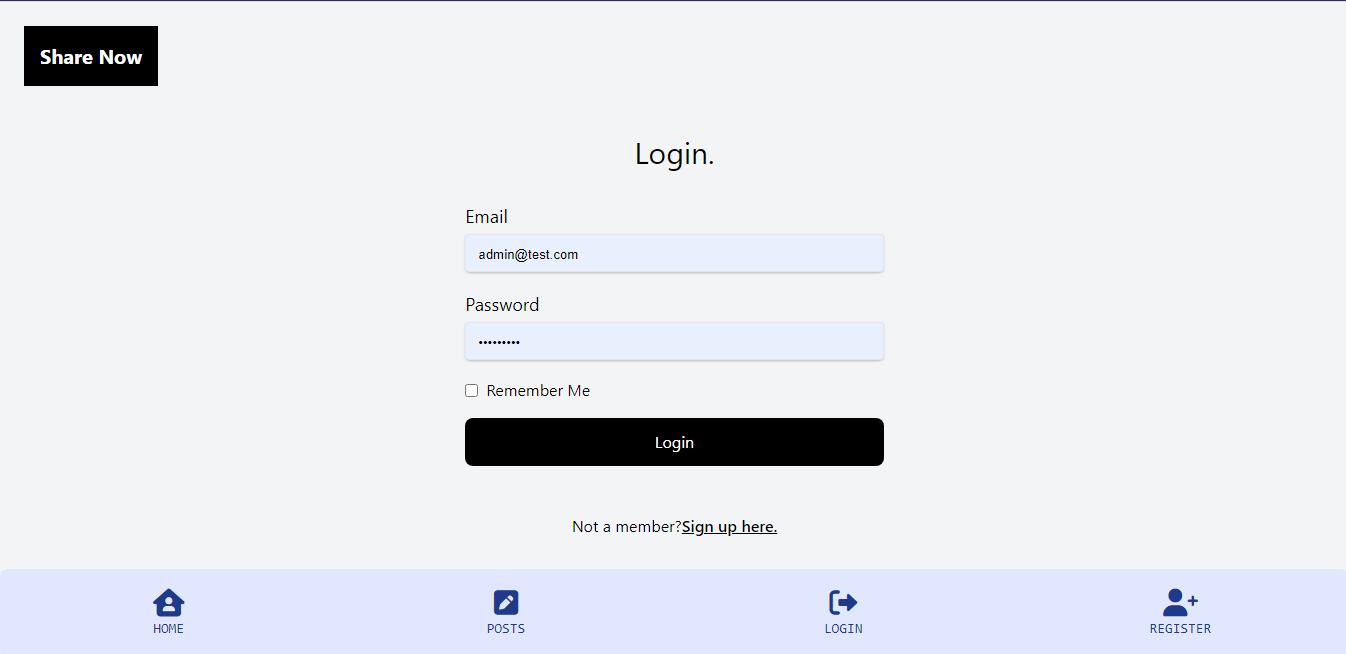 Share Now
Login.
Email
admin@test.com
Password
•••••••••
Remember Me
Login
Not a member?Sign up here.
HOME POSTS LOGIN REGISTER